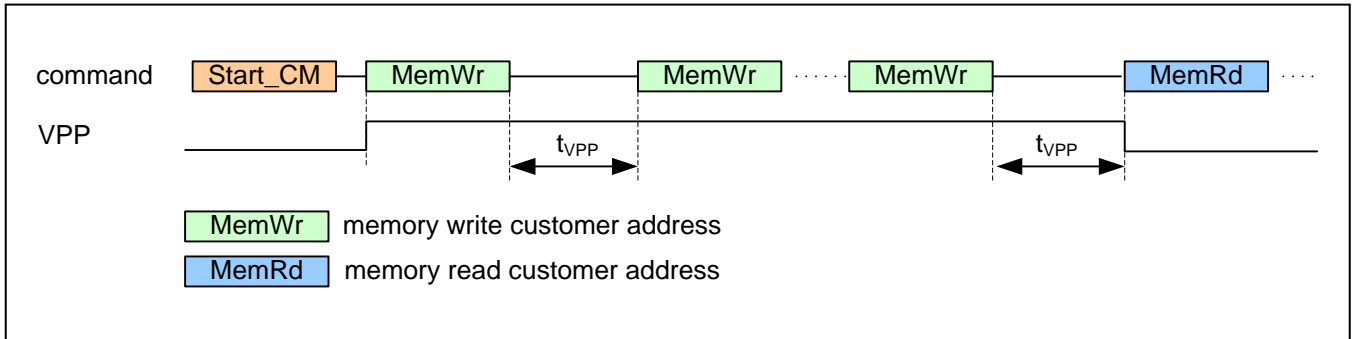 command Start_CM MemWr MemWr ...... MemWr MemRd ....
VPP
tVPP tVPP
MemWr memory write customer address
MemRd memory read customer address